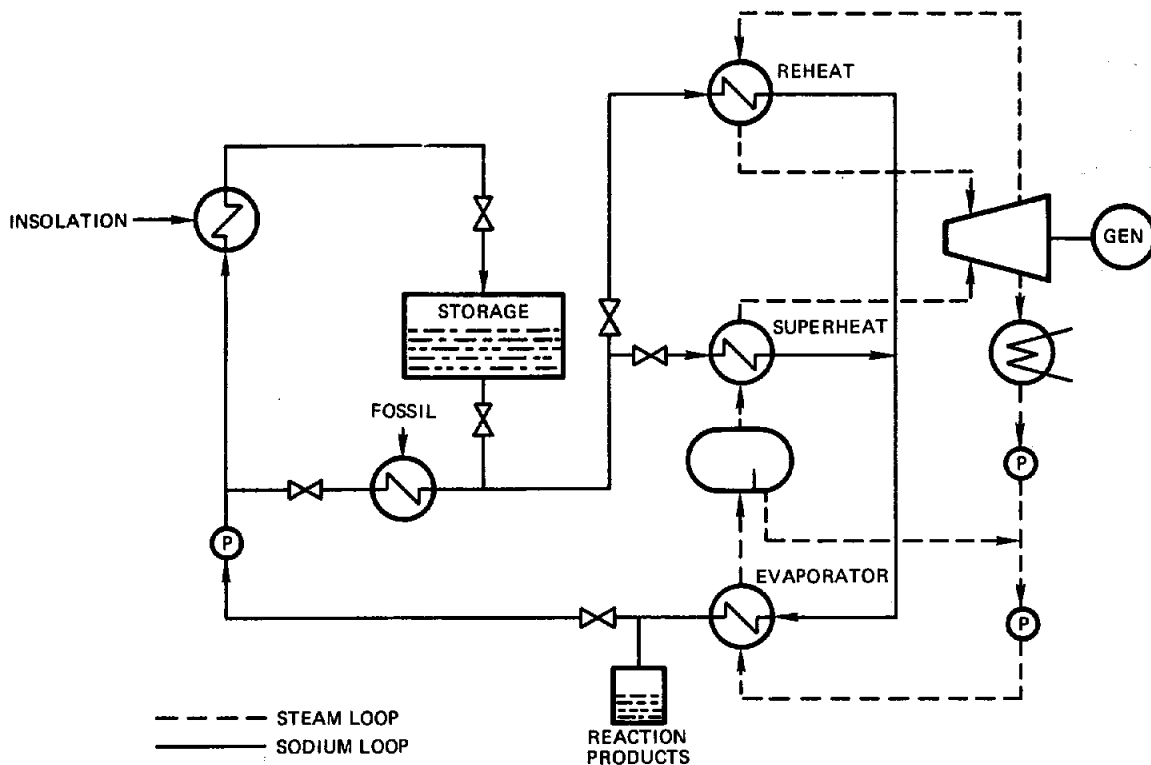 REHEAT
INSOLATION
GEN
STORAGE
SUPERHEAT
FOSSIL
P
P
EVAPORATOR
P
REACTION
PRODUCTS
STEAM LOOP
SODIUM LOOP